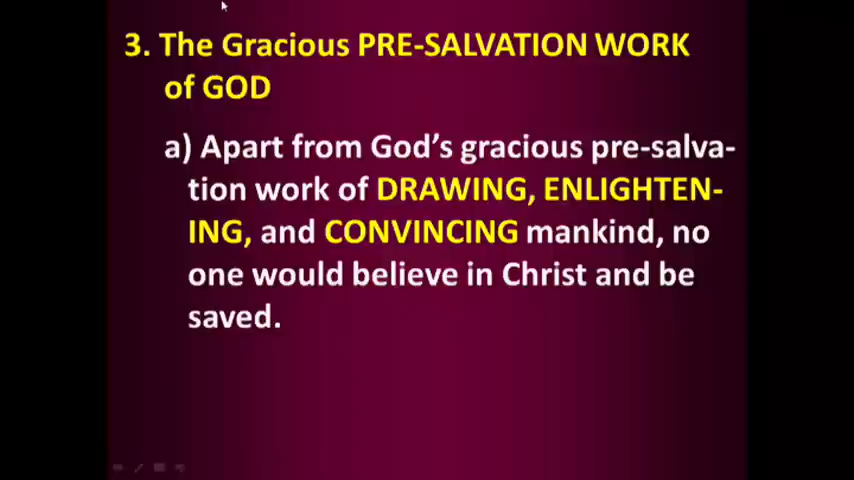 3. The Gracious PRE-SALVATION WORK
of GOD
a) Apart from God's gracious pre-salva-
tion work of DRAWING, ENLIGHTEN-
ING, and CONVINCING mankind, no
one would believe in Christ and be
saved.